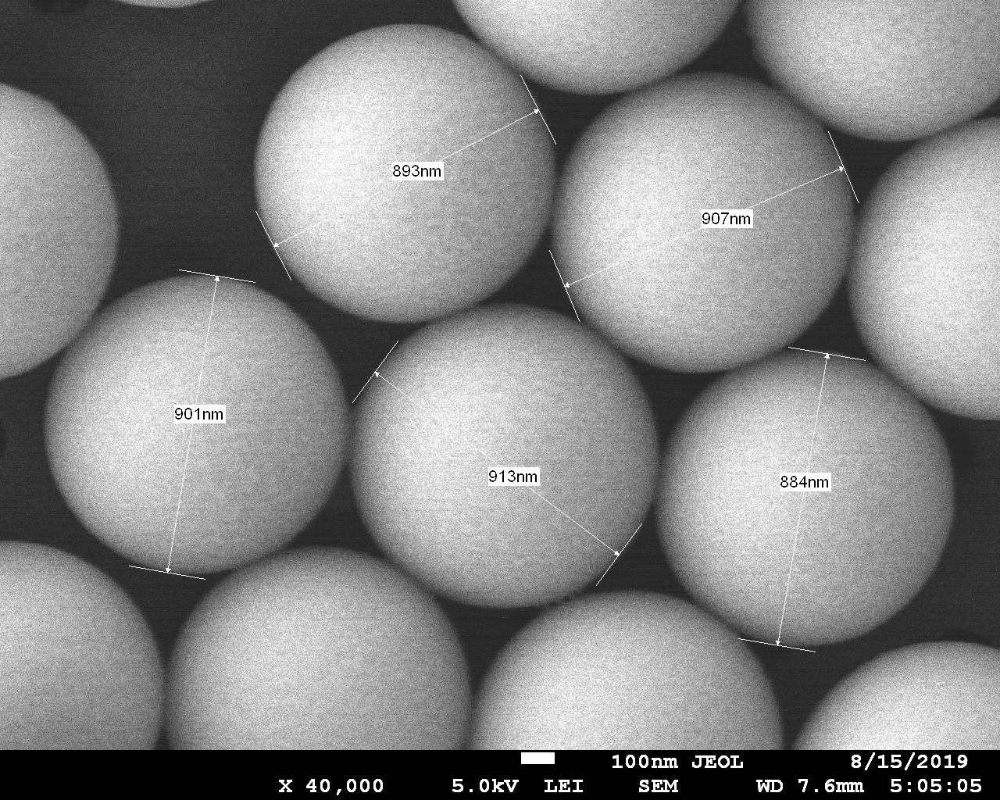 893nm
907nm
901nm
913nm
884nm
100nm JEOL 8/15/2019
X 40,000 5.0kV LEI SEM WD 7.6mm 5:05:05